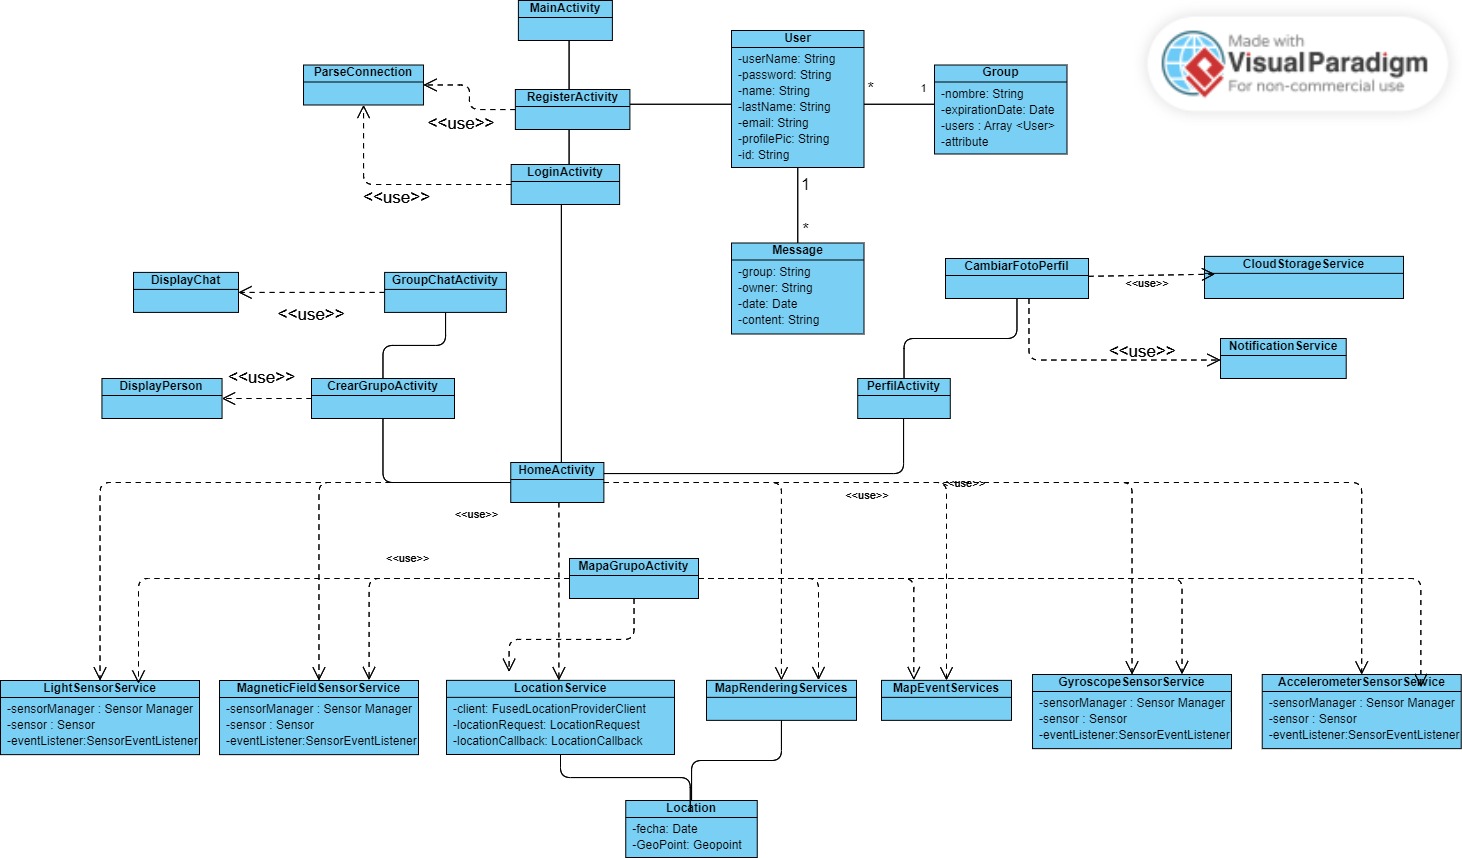 MainActivity
Made with
Visual Paradigm
For non-commercial use
User
-userName: String
-password: String
-name: String
-lastName: String
-email: String
-profilePic: String
-id: String
*
1
Group
-nombre: String
-expirationDate: Date
-users : Array <User>
-attribute
ParseConnection
RegisterActivity
<<use>>
LoginActivity
<<use>>
1
*
Message
-group: String
-owner: String
-date: Date
-content: String
DisplayChat
GroupChatActivity
<<use>>
CambiarFotoPerfil
<<use>>
CloudStorageService
<<use>>
NotificationService
DisplayPerson
<<use>>
CrearGrupoActivity
PerfilActivity
HomeActivity
<<use>>
<<use>>
<<use>>
<<use>>
MapaGrupoActivity
LightSensorService
-sensorManager : Sensor Manager
-sensor : Sensor
-eventListener:SensorEventListener
MagneticFieldSensorService
-sensorManager : Sensor Manager
-sensor : Sensor
-eventListener:SensorEventListener
LocationService
-client: FusedLocationProviderClient
-locationRequest: LocationRequest
-locationCallback: LocationCallback
MapRenderingServices
MapEventServices
GyroscopeSensorService
-sensorManager : Sensor Manager
-sensor : Sensor
-eventListener:SensorEventListener
AccelerometerSensorService
-sensorManager : Sensor Manager
-sensor : Sensor
-eventListener:SensorEventListener
Location
-fecha: Date
-GeoPoint: Geopoint